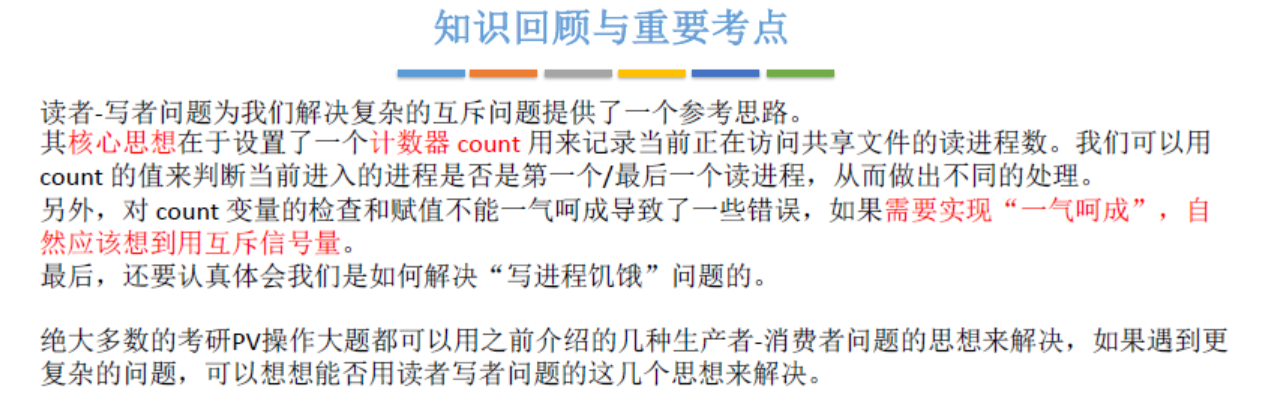 知识回顾与重要考点
读者-写者问题为我们解决复杂的互斥问题提供了一个参考思路。
其核心思想在于设置了一个计数器 count 用来记录当前正在访问共享文件的读进程数。我们可以用
count 的值来判断当前进入的进程是否是第一个/最后一个读进程，从而做出不同的处理。
另外，对 count 变量的检查和赋值不能一气呵成导致了一些错误，如果需要实现“一气呵成”，自
然应该想到用互斥信号量。
最后，还要认真体会我们是如何解决“写进程饥饿”问题的。
绝大多数的考研PV操作大题都可以用之前介绍的几种生产者-消费者问题的思想来解决，如果遇到更
复杂的问题，可以想想能否用读者写者问题的这几个思想来解决。